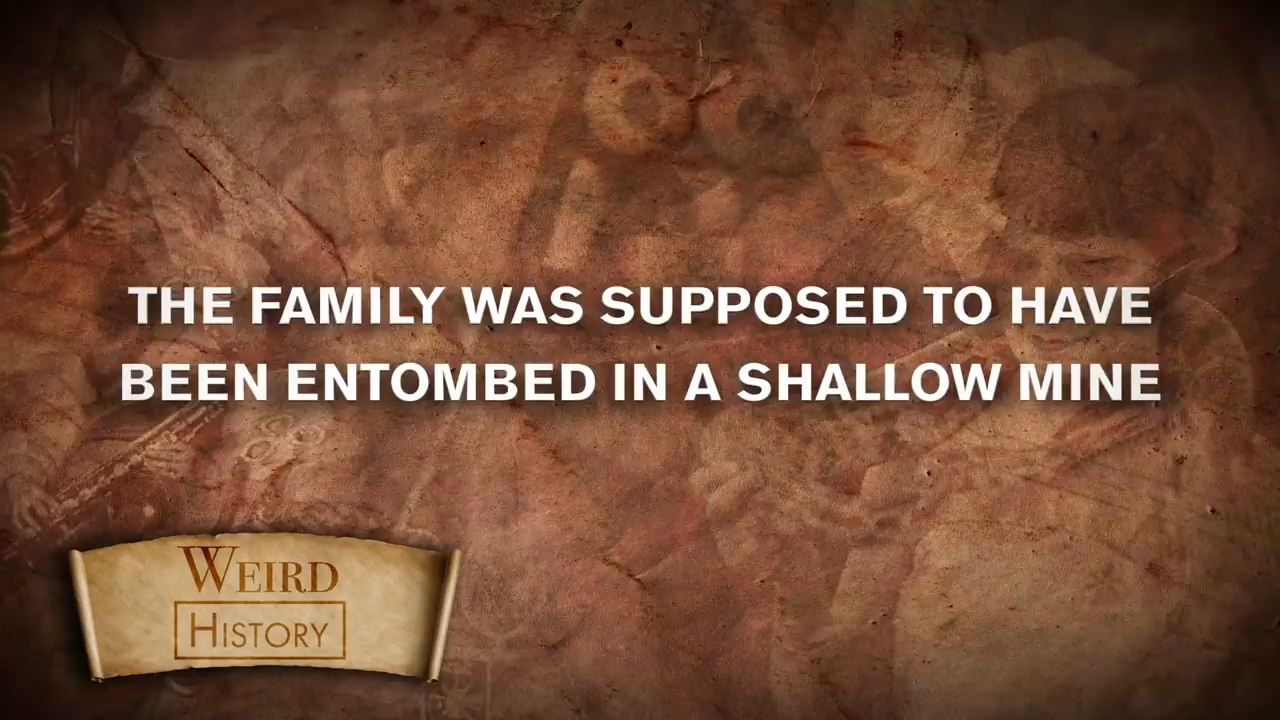 THE FAMILY WAS SUPPOSED TO HAVE
BEEN ENTOMBED IN A SHALLOW MINE
WEIRD
HISTORY